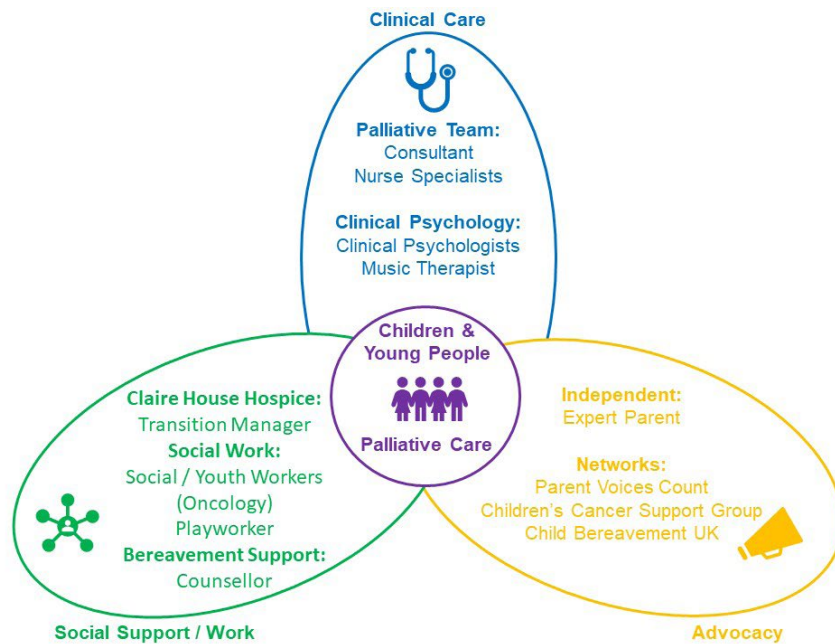 Clinical Care
Palliative Team:
Consultant
Nurse Specialists
Clinical Psychology:
Clinical Psychologists
Music Therapist
Children &
Young People
Palliative Care
Claire House Hospice:
Transition Manager
Social Work:
Social / Youth Workers
(Oncology)
Playworker
Bereavement Support:
Counsellor
Social Support / Work
Independent:
Expert Parent
Networks:
Parent Voices Count
Children's Cancer Support Group
Child Bereavement UK
Advocacy